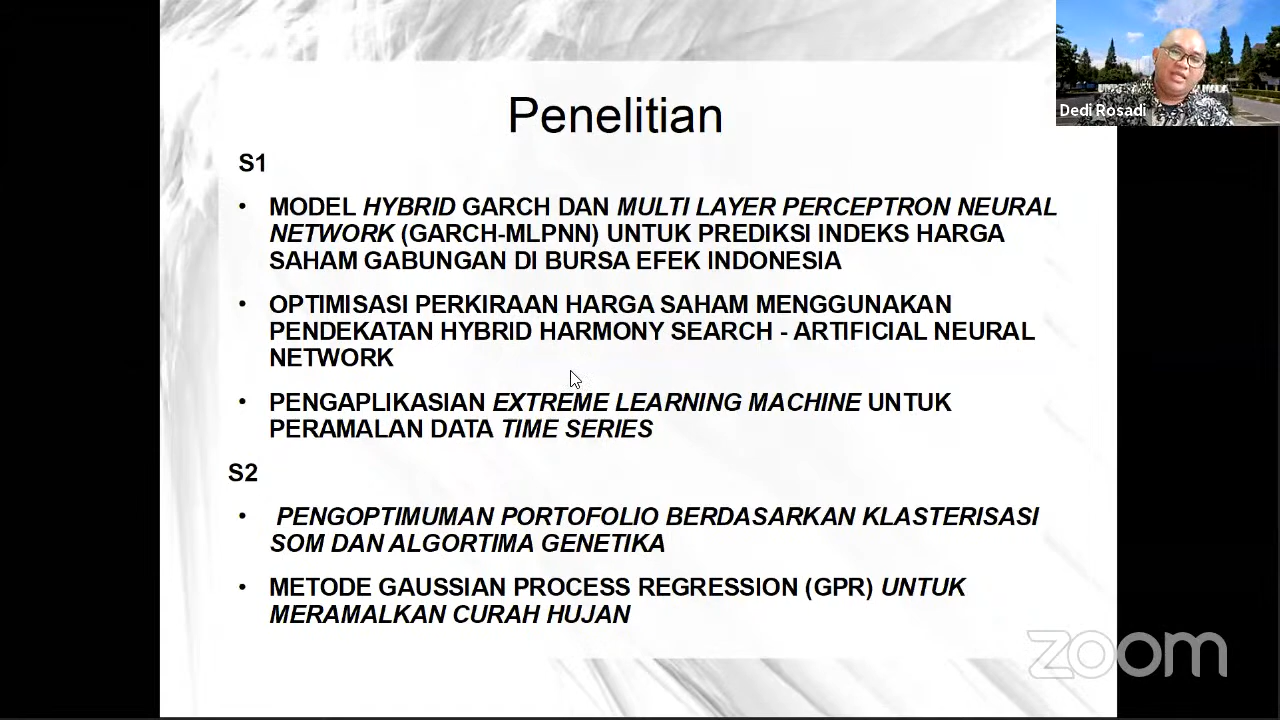 Penelitian
Dedi Rosadi
S1
• MODEL HYBRID GARCH DAN MULTI LAYER PERCEPTRON NEURAL
NETWORK (GARCH-MLPNN) UNTUK PREDIKSI INDEKS HARGA
SAHAM GABUNGAN DI BURSA EFEK INDONESIA
• OPTIMISASI PERKIRAAN HARGA SAHAM MENGGUNAKAN
PENDEKATAN HYBRID HARMONY SEARCH - ARTIFICIAL NEURAL
NETWORK
• PENGAPLIKASIAN EXTREME LEARNING MACHINE UNTUK
PERAMALAN DATA TIME SERIES
S2
• PENGOPTIMUMAN PORTOFOLIO BERDASARKAN KLASTERISASI
SOM DAN ALGORTIMA GENETIKA
• METODE GAUSSIAN PROCESS REGRESSION (GPR) UNTUK
MERAMALKAN CURAH HUJAN
zoom